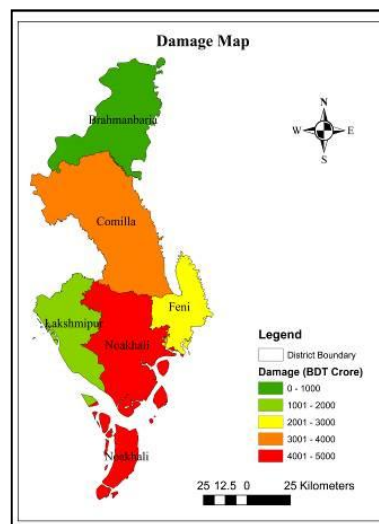 Damage Map
Brahmanbaria
N
W E
S
Comilla
Feni
Lakshmipur
Noakhali
Legend
District Boundary
Damage (BDT Crore)
0 - 1000
1001 - 2000
2001 - 3000
3001 - 4000
4001 - 5000
Noakhali
25 12.5 0 25 Kilometers